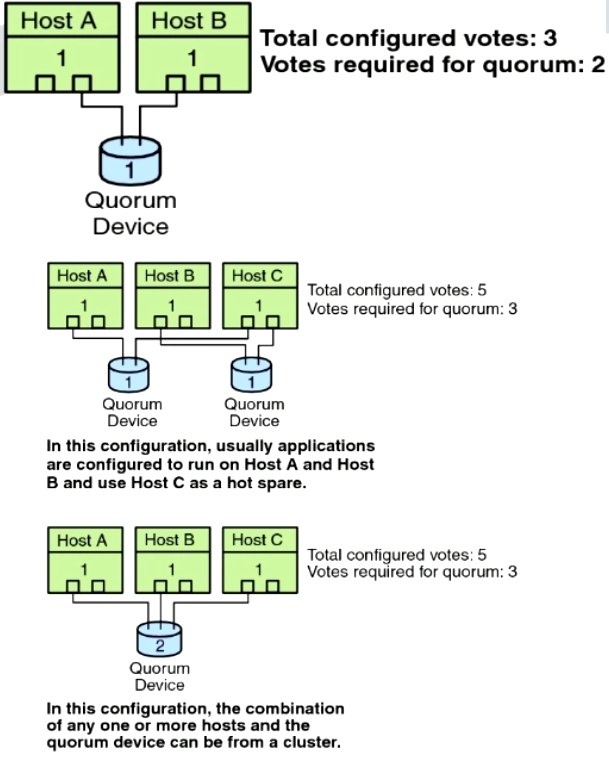 Host A Host B
1 1
Total configured votes: 3
Votes required for quorum: 2
1
Quorum
Device
Host A Host B Host C
1 1 1
Total configured votes: 5
Votes required for quorum: 3
1 1
Quorum Quorum
Device Device
In this configuration, usually applications
are configured to run on Host A and Host
B and use Host C as a hot spare.
Host A Host B Host C
1 1 1
Total configured votes: 5
Votes required for quorum: 3
2
Quorum
Device
In this configuration, the combination
of any one or more hosts and the
quorum device can be from a cluster.